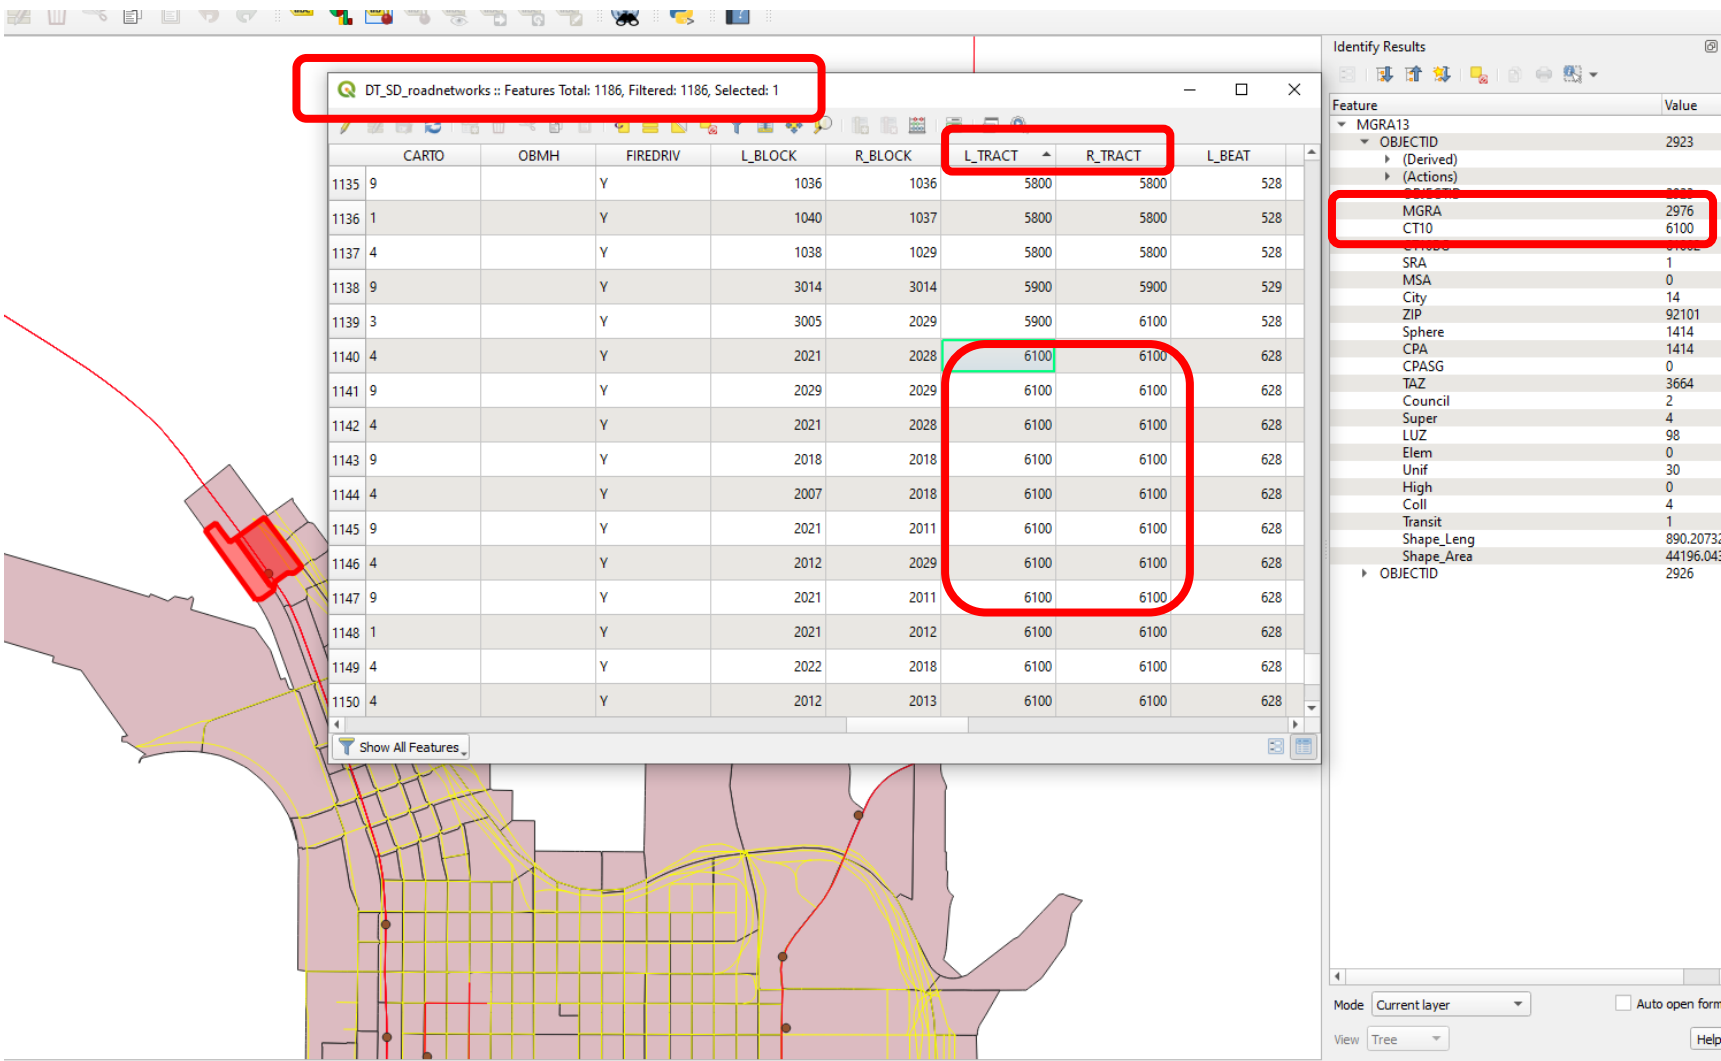 Identify Results
DT_SD_roadnetworks :: Features Total: 1186, Filtered: 1186, Selected: 1
Feature Value
MGRA13
OBJECTID 2923
(Derived)
(Actions)
MGRA 2976
CT10 6100
SRA 1
MSA 0
City 14
ZIP 92101
Sphere 1414
CPA 1414
CPASG 0
TAZ 3664
Council 2
Super 4
LUZ 98
Elem 0
Unif 30
High 0
Coll 4
Transit 1
Shape_Leng 890.20732
Shape_Area 44196.043
OBJECTID 2926
CARTO OBMH FIREDRIV L_BLOCK R_BLOCK L_TRACT R_TRACT L_BEAT
1135 9 Y 1036 1036 5800 5800 528
1136 1 Y 1040 1037 5800 5800 528
1137 4 Y 1038 1029 5800 5800 528
1138 9 Y 3014 3014 5900 5900 529
1139 3 Y 3005 2029 5900 6100 528
1140 4 Y 2021 2028 6100 6100 628
1141 9 Y 2029 2029 6100 6100 628
1142 4 Y 2021 2028 6100 6100 628
1143 9 Y 2018 2018 6100 6100 628
1144 4 Y 2007 2018 6100 6100 628
1145 9 Y 2021 2011 6100 6100 628
1146 4 Y 2012 2029 6100 6100 628
1147 9 Y 2021 2011 6100 6100 628
1148 1 Y 2021 2012 6100 6100 628
1149 4 Y 2022 2018 6100 6100 628
1150 4 Y 2012 2013 6100 6100 628
Show All Features
Mode Current layer Auto open form
View Tree Help